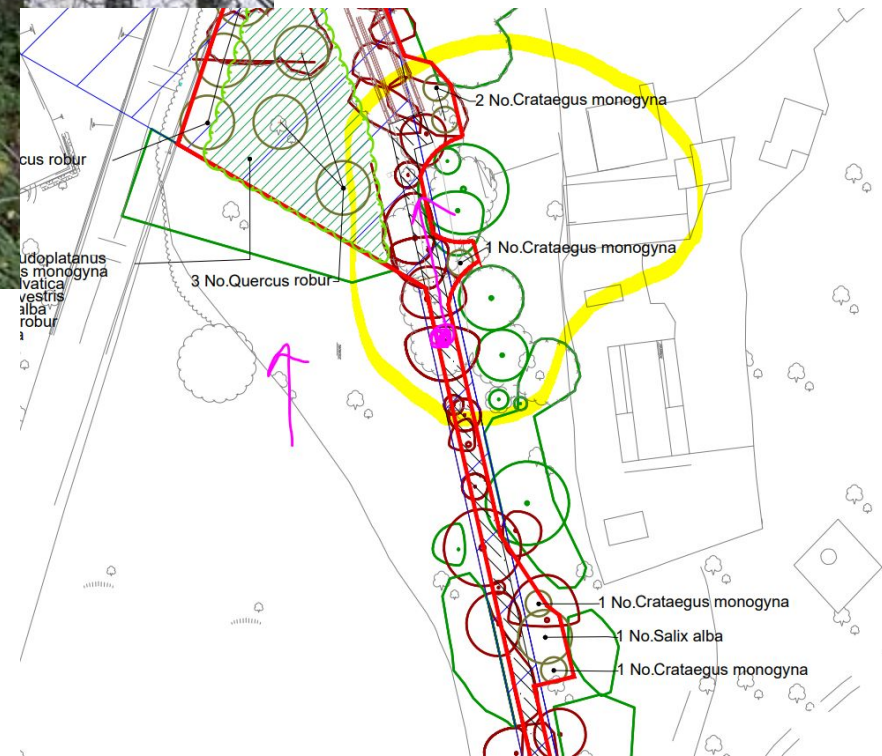 2 No.Crataegus monogyna
cus robur
1 No.Crataegus monogyna
udoplatanus
s monogyna
lvatica
vestris
alba
robur
a
3 No.Quercus robur
1 No.Crataegus monogyna
1 No.Salix alba
1 No.Crataegus monogyna